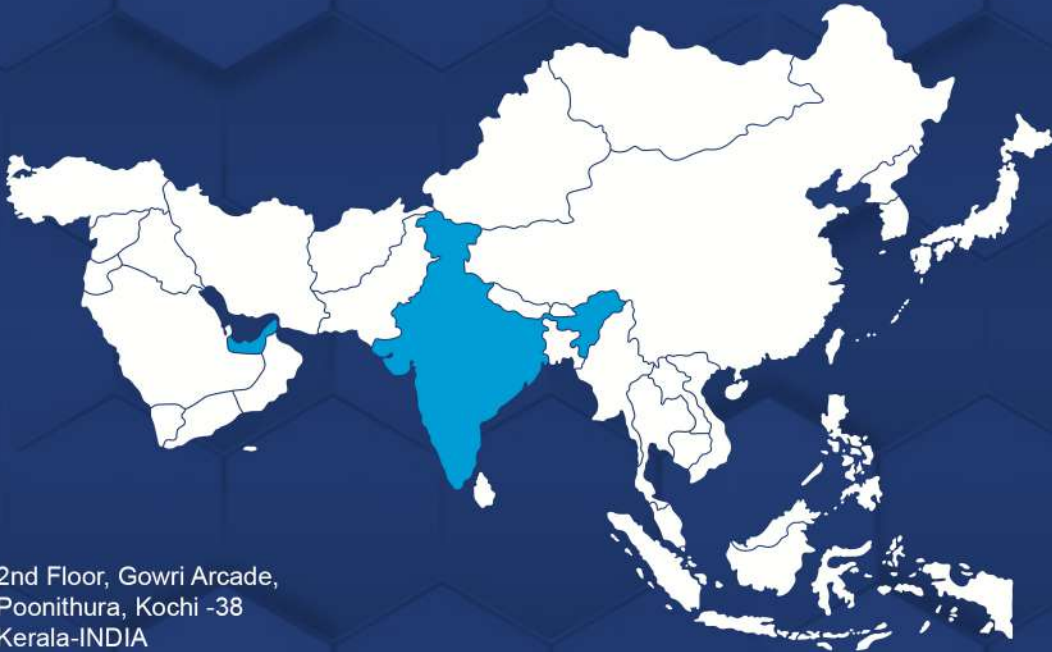 2nd Floor, Gowri Arcade,
Poonithura, Kochi -38
Kerala-INDIA